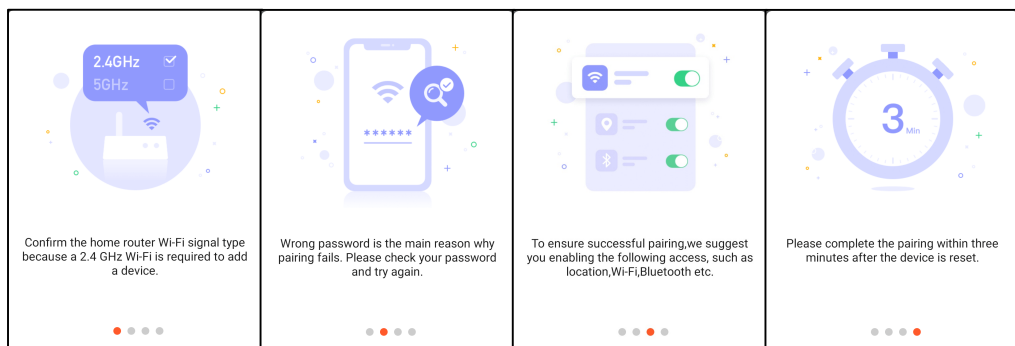 2.4GHz
5GHz
Confirm the home router Wi-Fi signal type
because a 2.4 GHz Wi-Fi is required to add
a device.
******
Wrong password is the main reason why
pairing fails. Please check your password
and try again.
To ensure successful pairing,we suggest
you enabling the following access, such as
location,Wi-Fi,Bluetooth etc.
3 Min
Please complete the pairing within three
minutes after the device is reset.